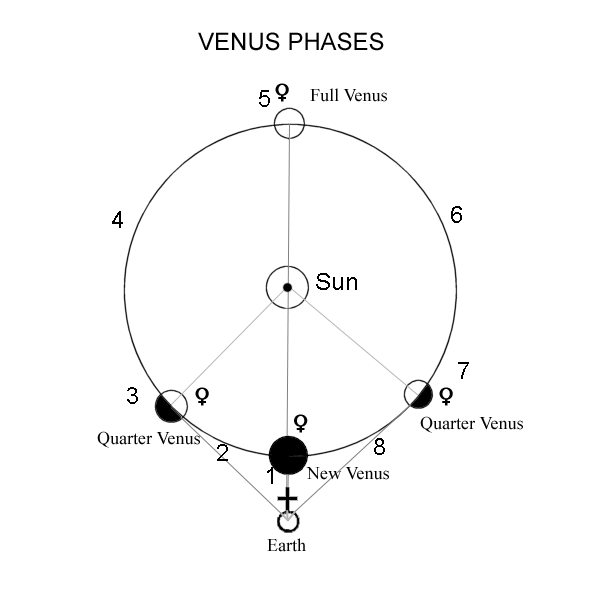 VENUS PHASES
5 Full Venus
4
6
Sun
7
3
Quarter Venus
Quarter Venus
2
8
1 New Venus
Earth